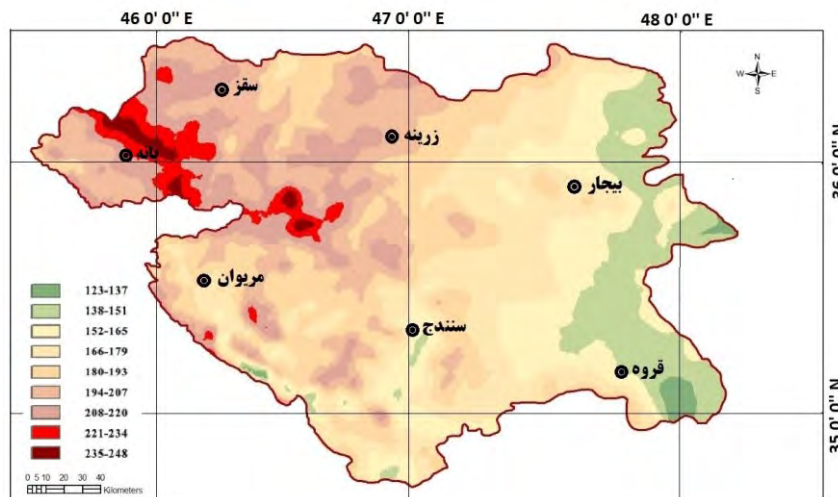 46 0' 0'' E
47 0' 0'' E
48 0' 0'' E
N
W E
S
سقز
زرینه
بانه
36 0' 0'' N
بیجار
مریوان
سنندج
قروه
35 0' 0'' N
123-137
138-151
152-165
166-179
180-193
194-207
208-220
221-234
235-248
0 5 10 20 30 40
Kilometers